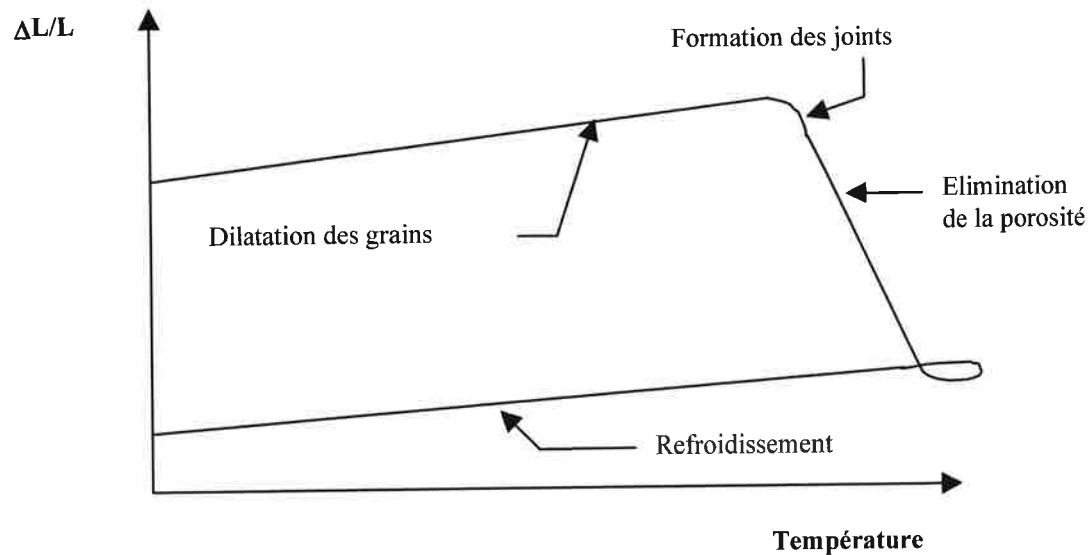 ΔL/L
Formation des joints
Elimination
de la porosité
Dilatation des grains
Refroidissement
Température